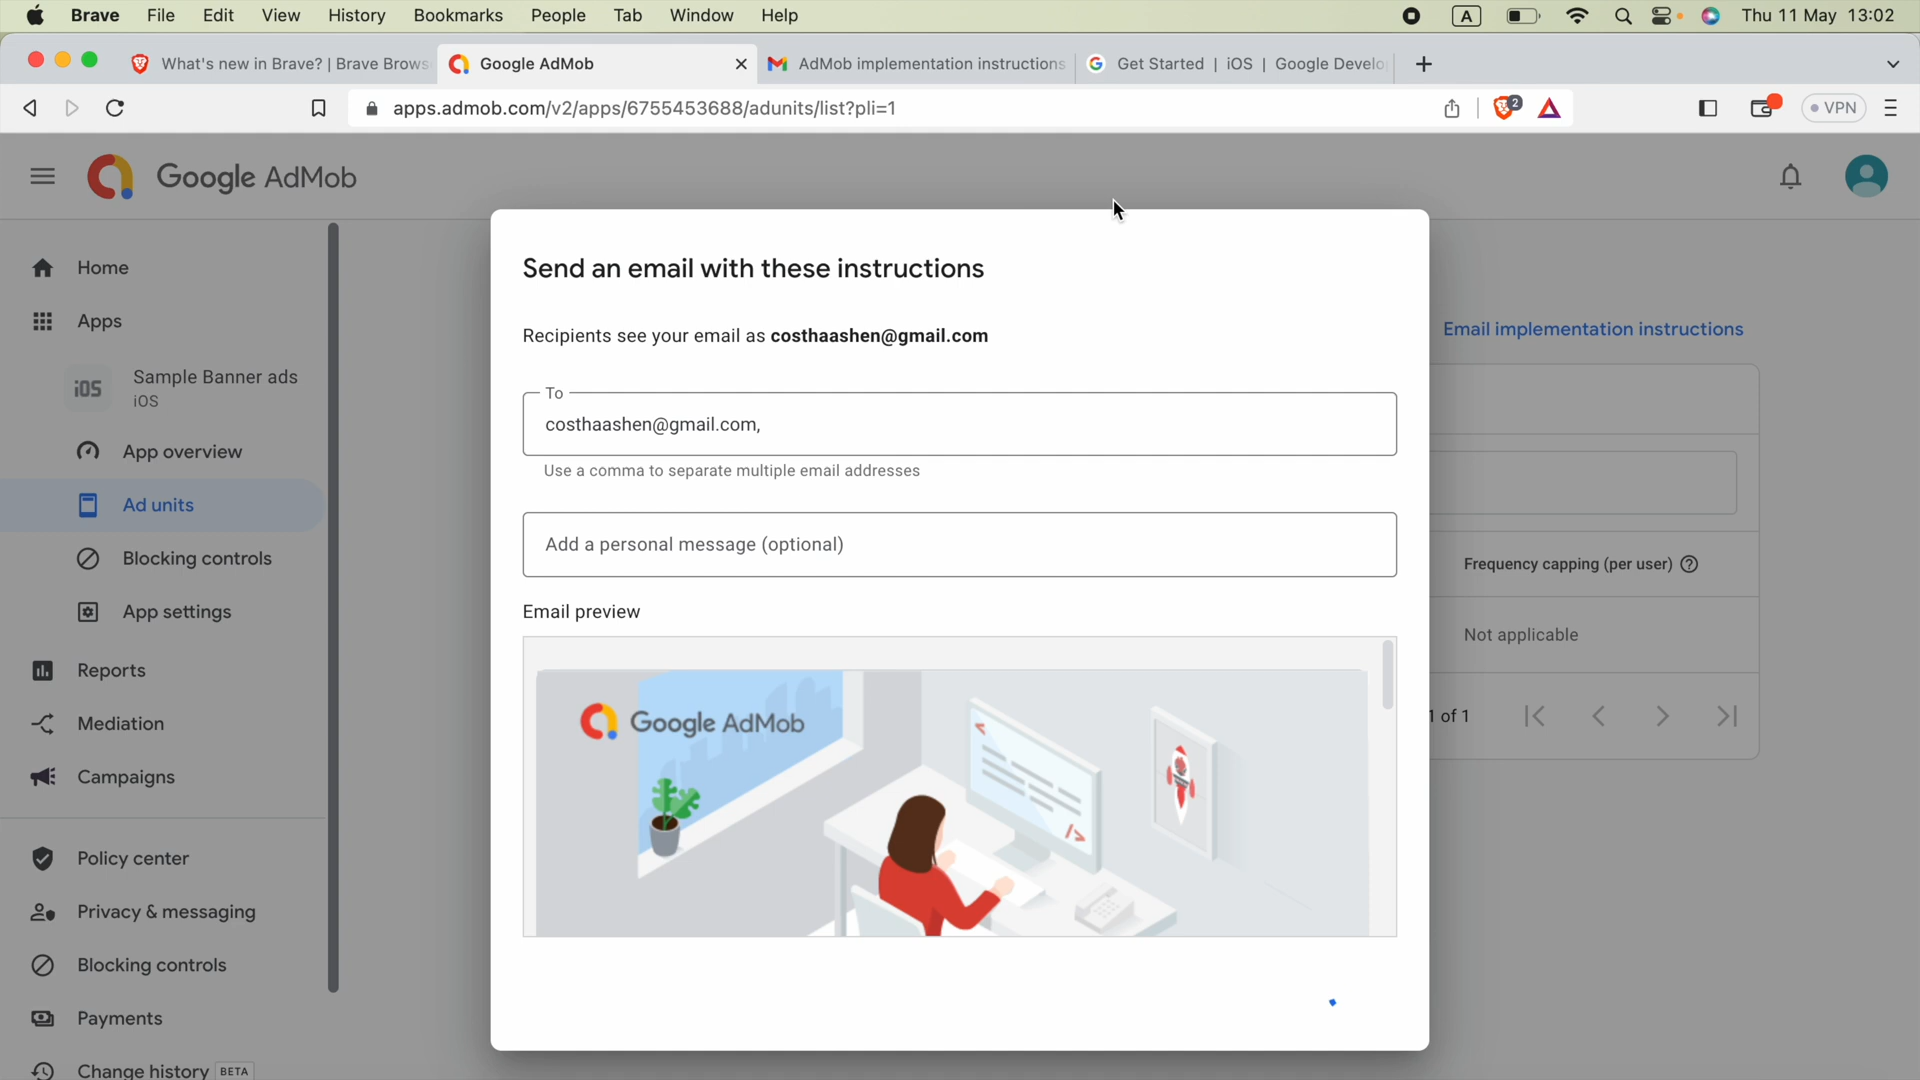 Brave File Edit View History Bookmarks People Tab Window Help A Thu 11 May 13:02
What's new in Brave? | Brave Brows
Google AdMob
AdMob implementation instructions
Get Started | iOS | Google Develo
apps.admob.com/v2/apps/6755453688/adunits/list?pli=1
2
VPN
Google AdMob
Home
Apps
iOS
Sample Banner ads
iOS
App overview
Ad units
Blocking controls
App settings
Reports
Mediation
Campaigns
Policy center
Privacy & messaging
Blocking controls
Payments
Change history BETA
Send an email with these instructions
Recipients see your email as costhaashen@gmail.com
To
costhaashen@gmail.com,
Use a comma to separate multiple email addresses
Add a personal message (optional)
Email preview
Google AdMob
Email implementation instructions
Frequency capping (per user)
Not applicable
1 of 1